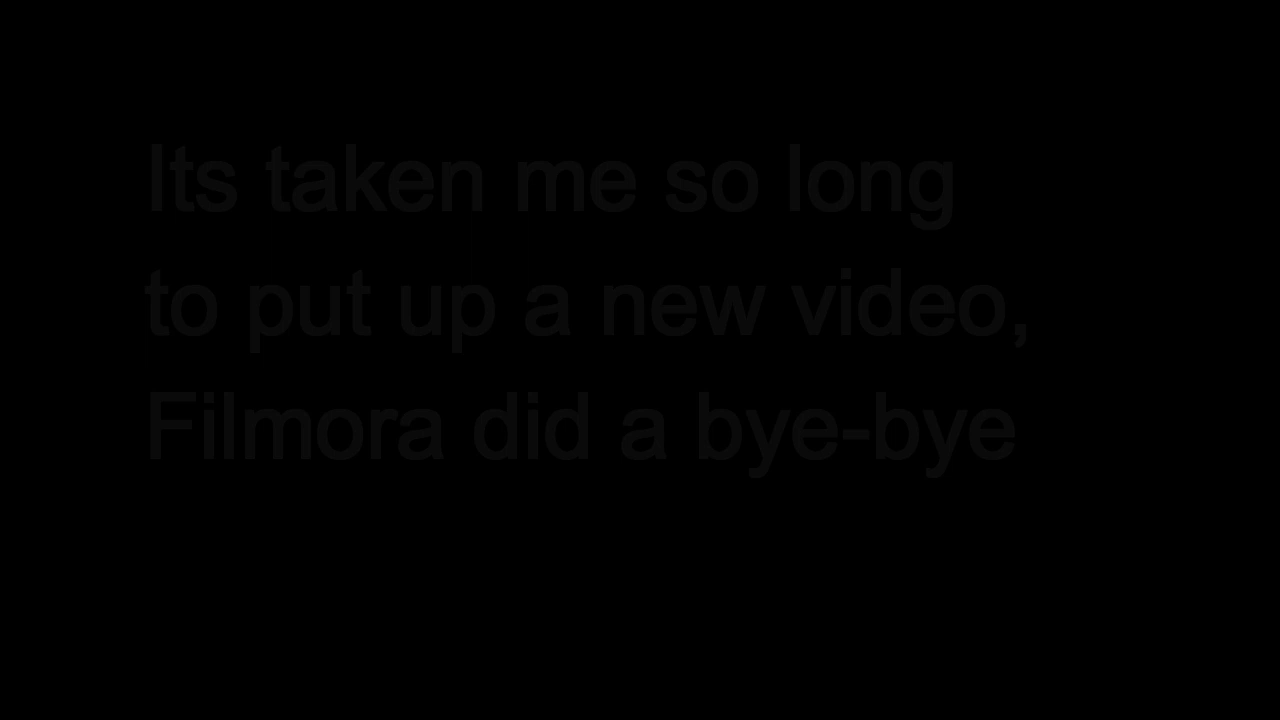 Its taken me so long
to put up a new video,
Filmora did a bye-bye